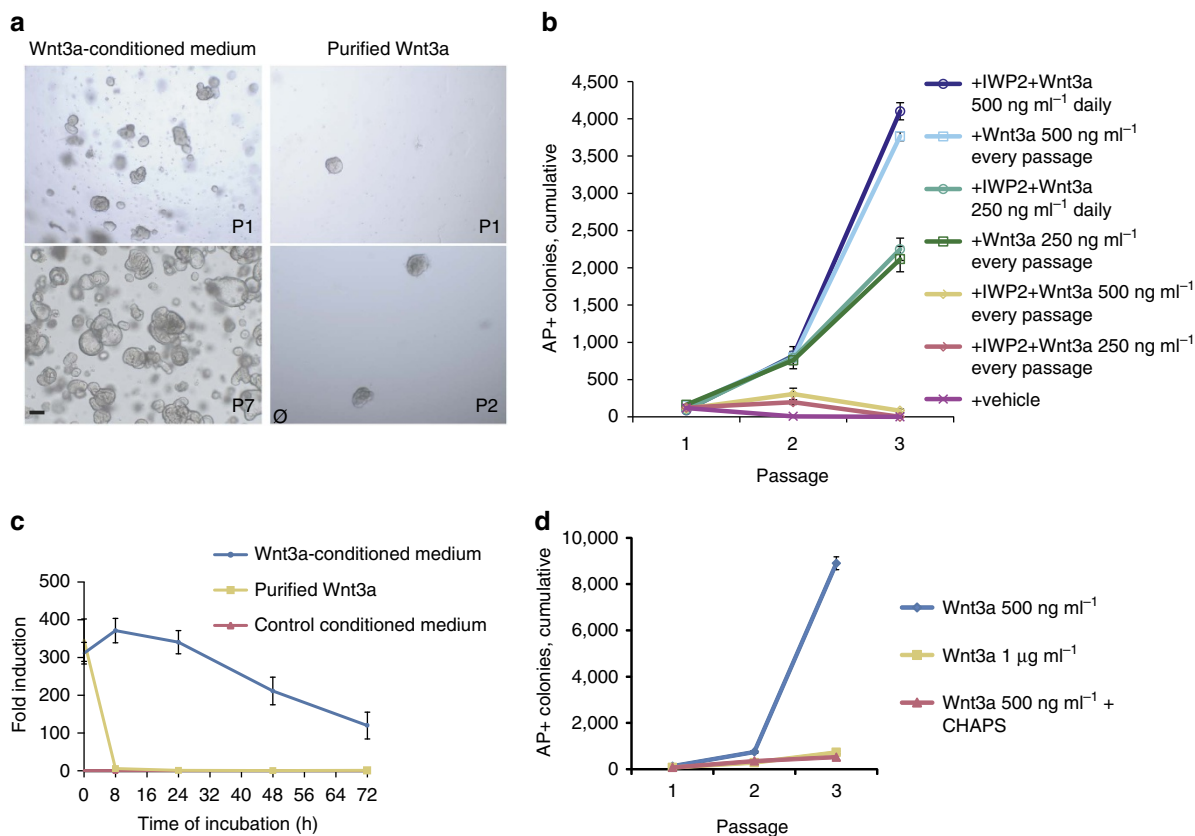 a
Wnt3a-conditioned medium
Purified Wnt3a
P1
P1
P7
Ø
P2
b
AP+ colonies, cumulative
4,500
4,000
3,500
3,000
2,500
2,000
1,500
1,000
500
0
1
2
3
Passage
+IWP2+Wnt3a
500 ng ml⁻¹ daily
+Wnt3a 500 ng ml⁻¹
every passage
+IWP2+Wnt3a
250 ng ml⁻¹ daily
+Wnt3a 250 ng ml⁻¹
every passage
+IWP2+Wnt3a 500 ng ml⁻¹
every passage
+IWP2+Wnt3a 250 ng ml⁻¹
every passage
+vehicle
c
Wnt3a-conditioned medium
Purified Wnt3a
Control conditioned medium
Fold induction
500
400
300
200
100
0
0 8 16 24 32 40 48 56 64 72
Time of incubation (h)
d
AP+ colonies, cumulative
10,000
8,000
6,000
4,000
2,000
0
1
2
3
Passage
Wnt3a 500 ng ml⁻¹
Wnt3a 1 μg ml⁻¹
Wnt3a 500 ng ml⁻¹ +
CHAPS